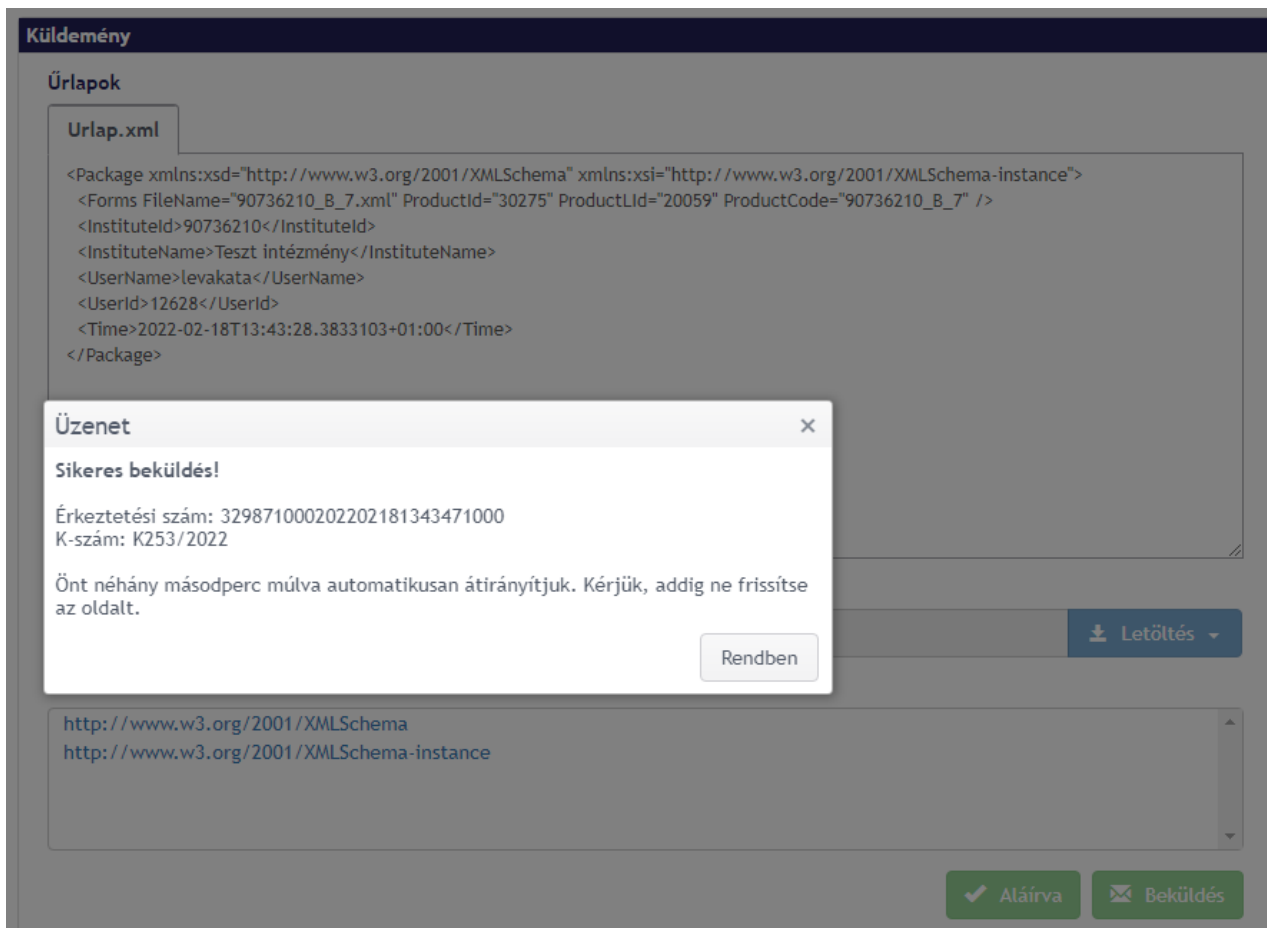 Küldemény
Űrlapok
Urlap.xml
<Package xmlns:xsd="http://www.w3.org/2001/XMLSchema" xmlns:xsi="http://www.w3.org/2001/XMLSchema-instance">
<Forms FileName="90736210_B_7.xml" ProductId="30275" ProductLId="20059" ProductCode="90736210_B_7" />
<InstituteId>90736210</InstituteId>
<InstituteName>Teszt intézmény</InstituteName>
<UserName>levakata</UserName>
<UserId>12628</UserId>
<Time>2022-02-18T13:43:28.3833103+01:00</Time>
</Package>
Üzenet
Sikeres beküldés!
Érkeztetési szám: 329871000202202181343471000
K-szám: K253/2022
Önt néhány másodperc múlva automatikusan átirányítjuk. Kérjük, addig ne frissítse
az oldalt.
Letöltés
Rendben
http://www.w3.org/2001/XMLSchema
http://www.w3.org/2001/XMLSchema-instance
Aláírva
Beküldés